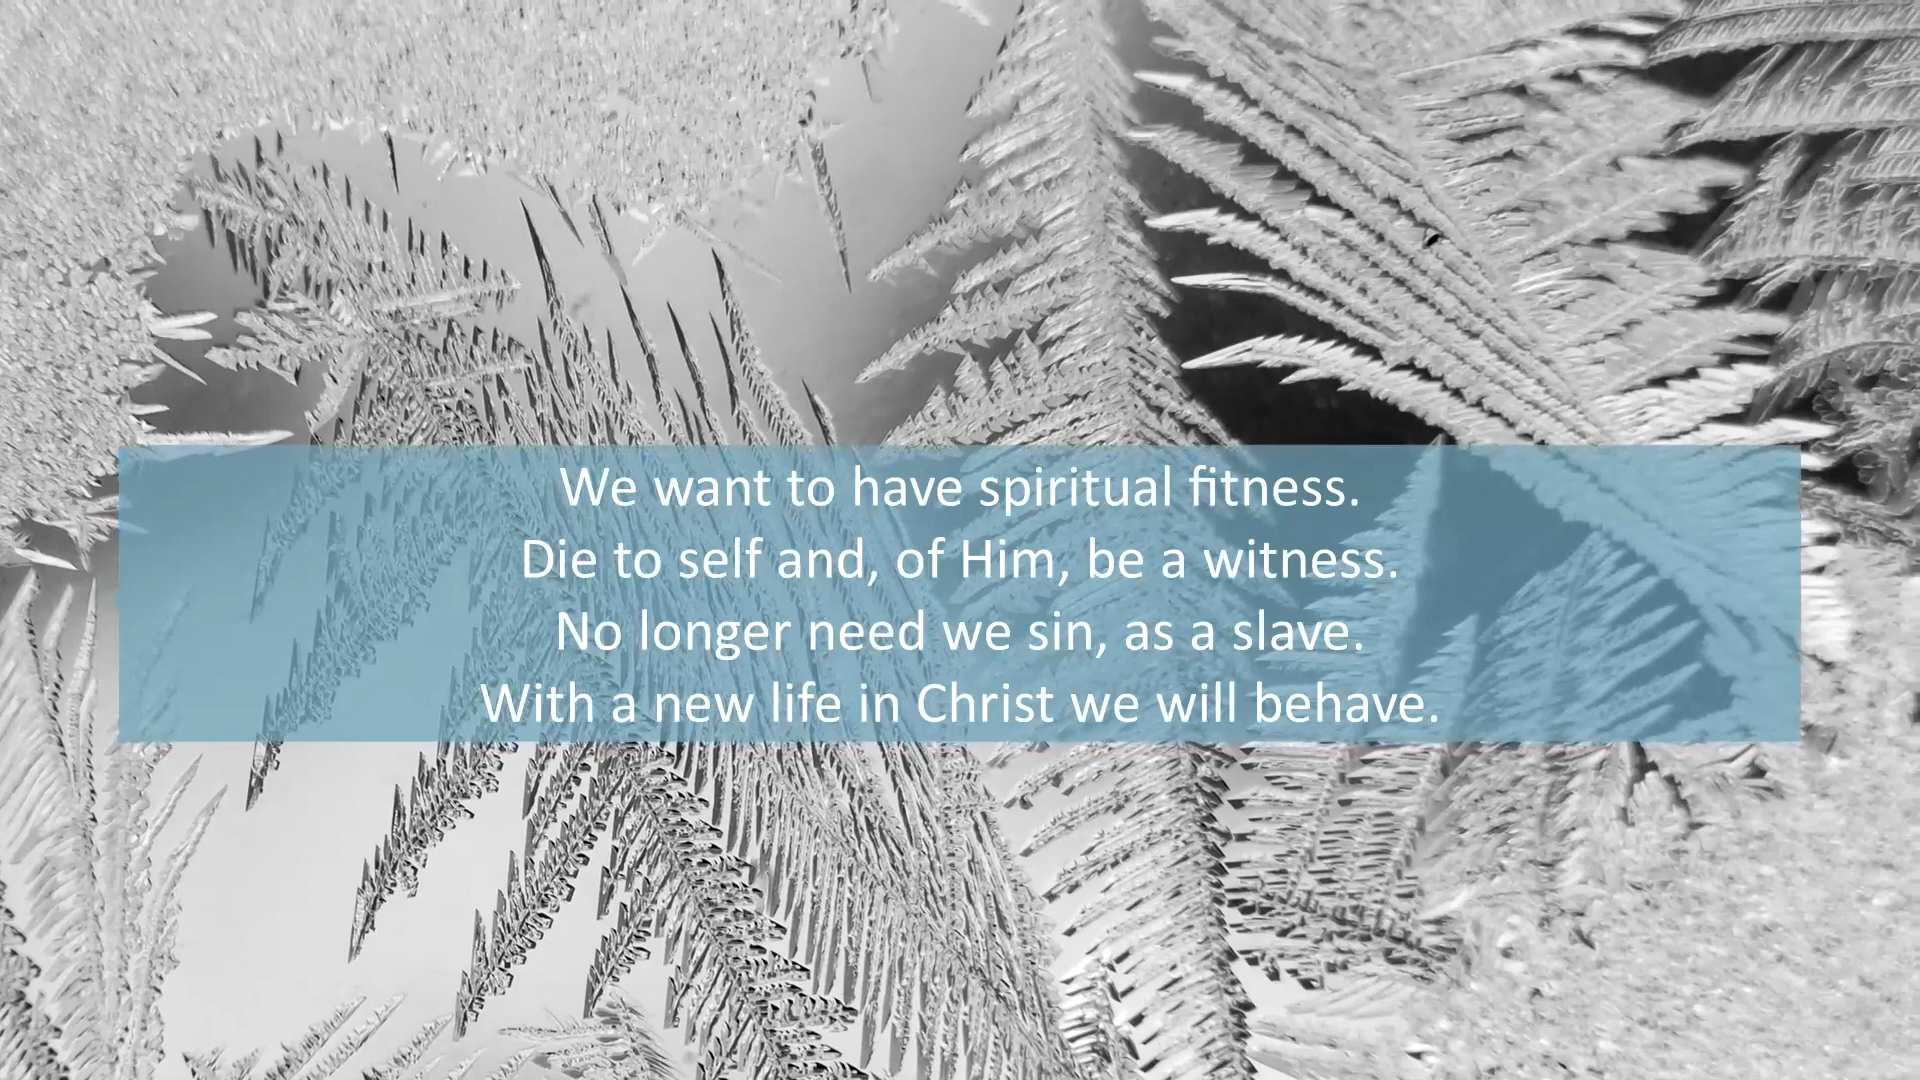 We want to have spiritual fitness.
Die to self and, of Him, be a witness.
No longer need we sin, as a slave.
With a new life in Christ we will behave.